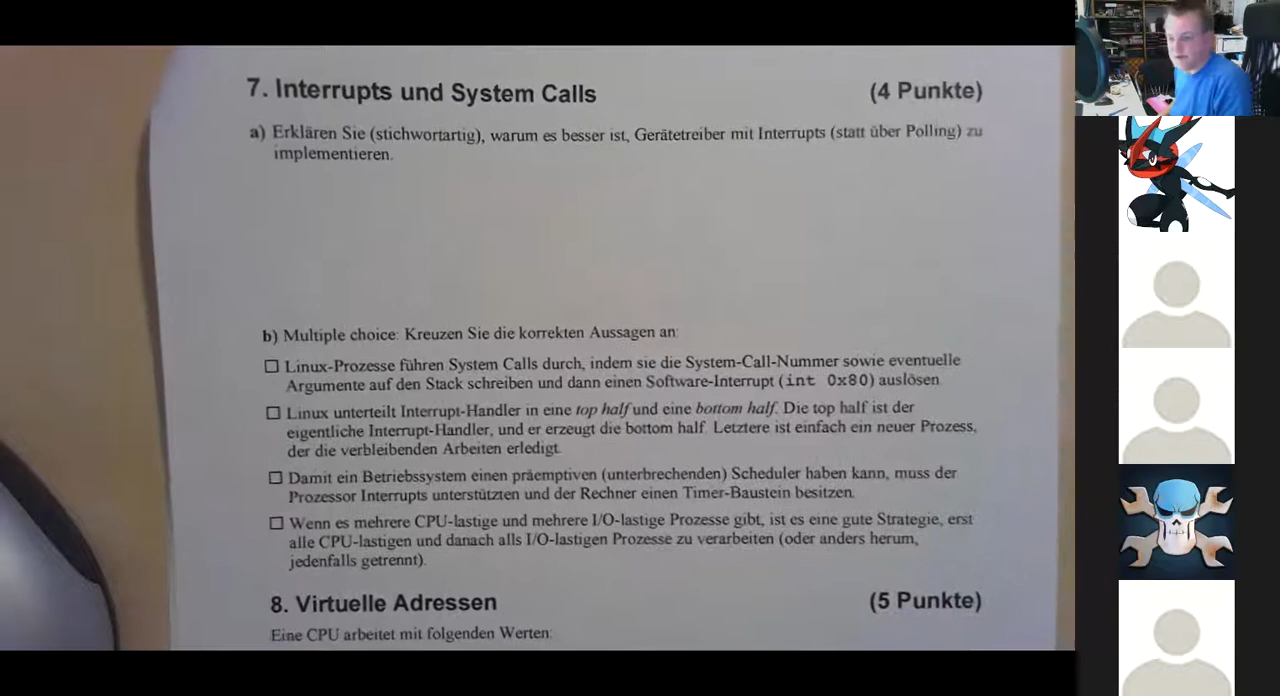 7. Interrupts und System Calls (4 Punkte)
a) Erklären Sie (stichwortartig), warum es besser ist, Gerätetreiber mit Interrupts (statt über Polling) zu
implementieren.
b) Multiple choice: Kreuzen Sie die korrekten Aussagen an:
☐ Linux-Prozesse führen System Calls durch, indem sie die System-Call-Nummer sowie eventuelle
Argumente auf den Stack schreiben und dann einen Software-Interrupt (int 0x80) auslösen.
☐ Linux unterteilt Interrupt-Handler in eine top half und eine bottom half. Die top half ist der
eigentliche Interrupt-Handler, und er erzeugt die bottom half. Letztere ist einfach ein neuer Prozess,
der die verbleibenden Arbeiten erledigt.
☐ Damit ein Betriebssystem einen präemptiven (unterbrechenden) Scheduler haben kann, muss der
Prozessor Interrupts unterstützten und der Rechner einen Timer-Baustein besitzen.
☐ Wenn es mehrere CPU-lastige und mehrere I/O-lastige Prozesse gibt, ist es eine gute Strategie, erst
alle CPU-lastigen und danach alls I/O-lastigen Prozesse zu verarbeiten (oder anders herum,
jedenfalls getrennt).
8. Virtuelle Adressen (5 Punkte)
Eine CPU arbeitet mit folgenden Werten: